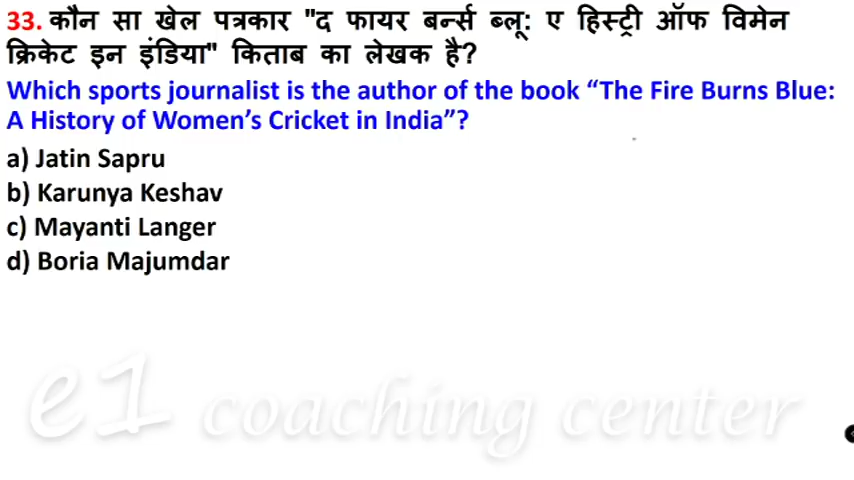 33. कौन सा खेल पत्रकार "द फायर बर्न्स ब्लू: ए हिस्ट्री ऑफ विमेन
क्रिकेट इन इंडिया" किताब का लेखक है?
Which sports journalist is the author of the book “The Fire Burns Blue:
A History of Women’s Cricket in India”?
a) Jatin Sapru
b) Karunya Keshav
c) Mayanti Langer
d) Boria Majumdar
e1 coaching center